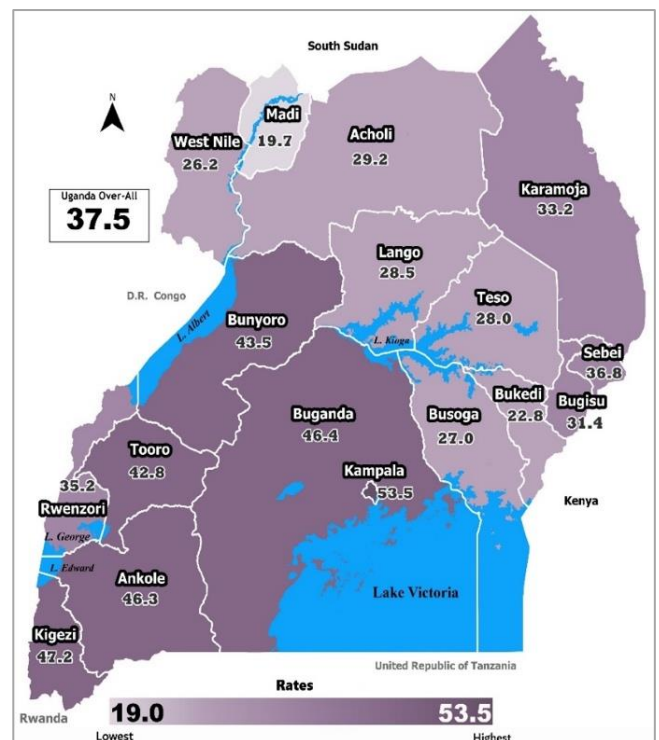 South Sudan
N
Madi
19.7
West Nile
26.2
Acholi
29.2
Karamoja
33.2
Uganda Over-All
37.5
Lango
28.5
D.R. Congo
L. Albert
Teso
28.0
Bunyoro
43.5
L. Kioga
Sebei
36.8
Bukedi
22.8
Bugisu
31.4
Buganda
46.4
Busoga
27.0
Tooro
42.8
Kampala
53.5
35.2
Rwenzori
Kenya
L. George
L. Edward
Ankole
46.3
Lake Victoria
Kigezi
47.2
United Republic of Tanzania
Rates
Rwanda
19.0
53.5
Lowest
Highest